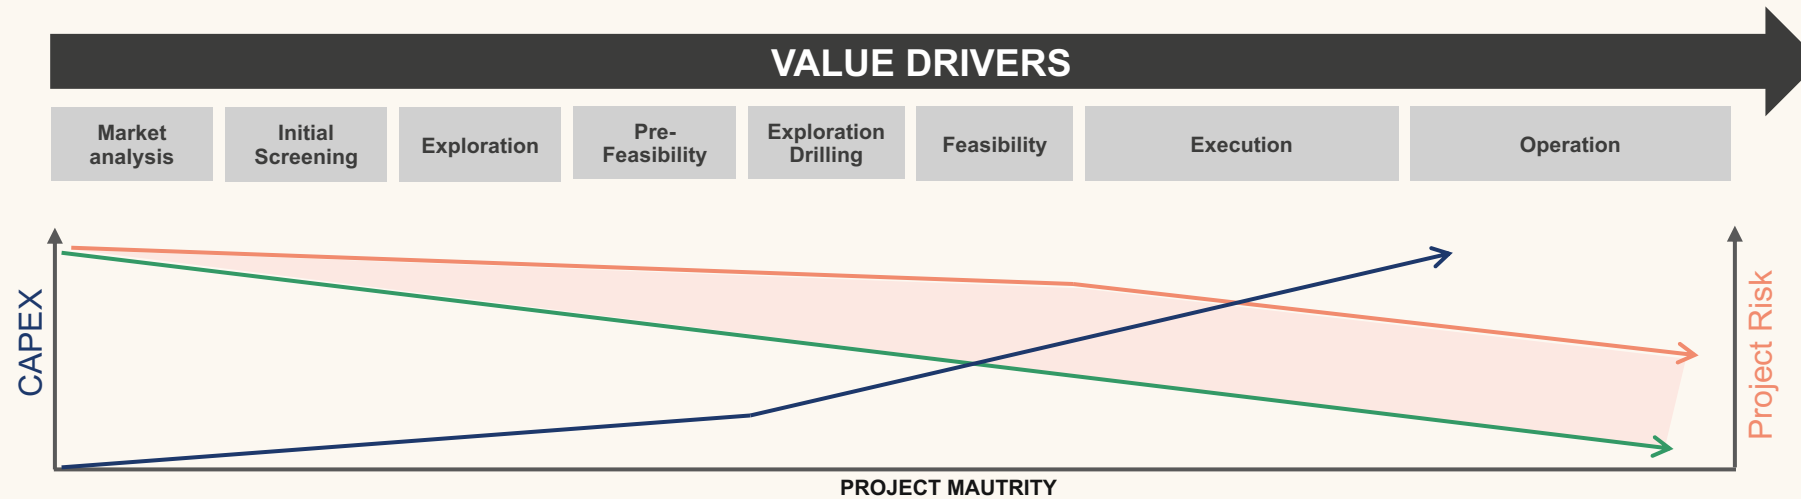 VALUE DRIVERS
Market
analysis
Initial
Screening
Exploration
Pre-
Feasibility
Exploration
Drilling
Feasibility
Execution
Operation
CAPEX
Project Risk
PROJECT MAUTRITY